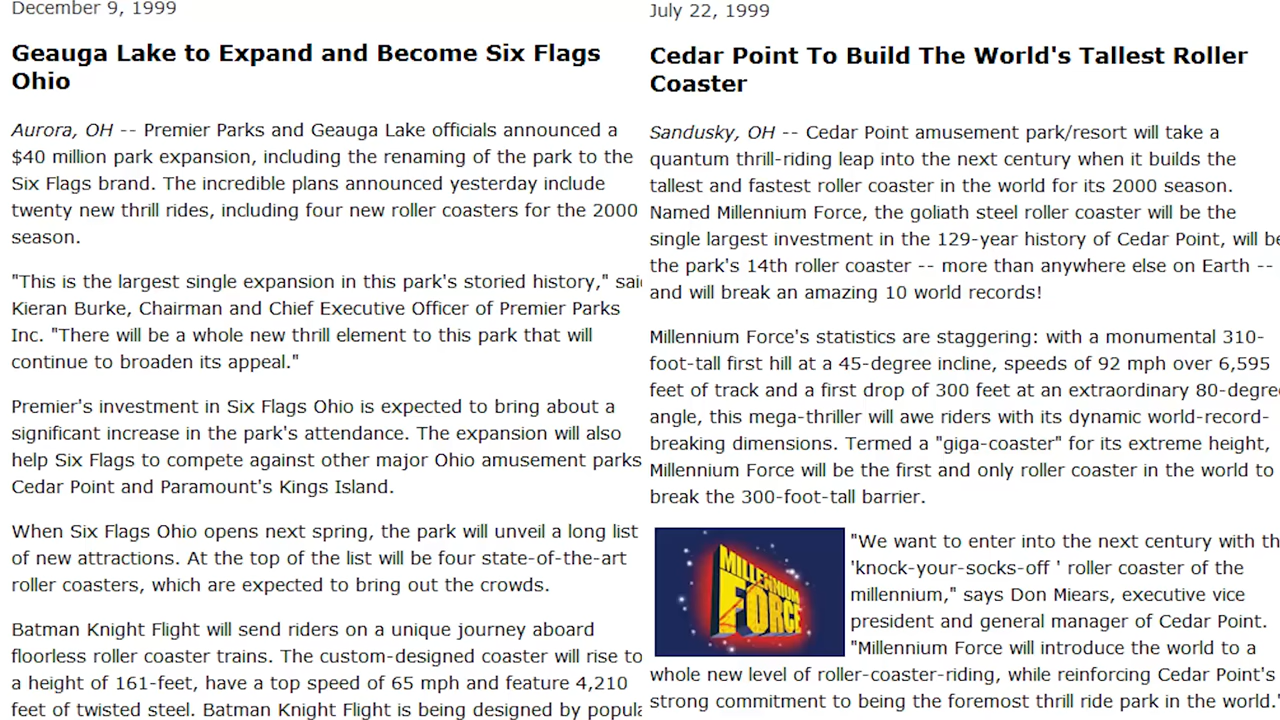 December 9, 1999
Geauga Lake to Expand and Become Six Flags
Ohio
Aurora, OH -- Premier Parks and Geauga Lake officials announced a
$40 million park expansion, including the renaming of the park to the
Six Flags brand. The incredible plans announced yesterday include
twenty new thrill rides, including four new roller coasters for the 2000
season.
"This is the largest single expansion in this park's storied history," said
Kieran Burke, Chairman and Chief Executive Officer of Premier Parks
Inc. "There will be a whole new thrill element to this park that will
continue to broaden its appeal."
Premier's investment in Six Flags Ohio is expected to bring about a
significant increase in the park's attendance. The expansion will also
help Six Flags to compete against other major Ohio amusement parks
Cedar Point and Paramount's Kings Island.
When Six Flags Ohio opens next spring, the park will unveil a long list
of new attractions. At the top of the list will be four state-of-the-art
roller coasters, which are expected to bring out the crowds.
Batman Knight Flight will send riders on a unique journey aboard
floorless roller coaster trains. The custom-designed coaster will rise to
a height of 161-feet, have a top speed of 65 mph and feature 4,210
feet of twisted steel. Batman Knight Flight is being designed by popula
July 22, 1999
Cedar Point To Build The World's Tallest Roller
Coaster
Sandusky, OH -- Cedar Point amusement park/resort will take a
quantum thrill-riding leap into the next century when it builds the
tallest and fastest roller coaster in the world for its 2000 season.
Named Millennium Force, the goliath steel roller coaster will be the
single largest investment in the 129-year history of Cedar Point, will be
the park's 14th roller coaster -- more than anywhere else on Earth --
and will break an amazing 10 world records!
Millennium Force's statistics are staggering: with a monumental 310-
foot-tall first hill at a 45-degree incline, speeds of 92 mph over 6,595
feet of track and a first drop of 300 feet at an extraordinary 80-degree
angle, this mega-thriller will awe riders with its dynamic world-record-
breaking dimensions. Termed a "giga-coaster" for its extreme height,
Millennium Force will be the first and only roller coaster in the world to
break the 300-foot-tall barrier.
MILLENNIUM
FORCE
"We want to enter into the next century with th
'knock-your-socks-off ' roller coaster of the
millennium," says Don Miears, executive vice
president and general manager of Cedar Point.
"Millennium Force will introduce the world to a
whole new level of roller-coaster-riding, while reinforcing Cedar Point's
strong commitment to being the foremost thrill ride park in the world."